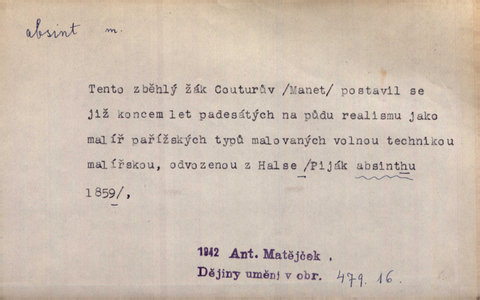 absint m.
Tento zběhlý žák Couturův /Manet/ postavil se
již koncem let padesátých na půdu realismu jako
malíř pařížských typů malovaných volnou technikou
malířskou, odvozenou z Halse /Piják absinthu
1859/,
1942 Ant. Matějček,
Dějiny umění v obr. 479. 16.